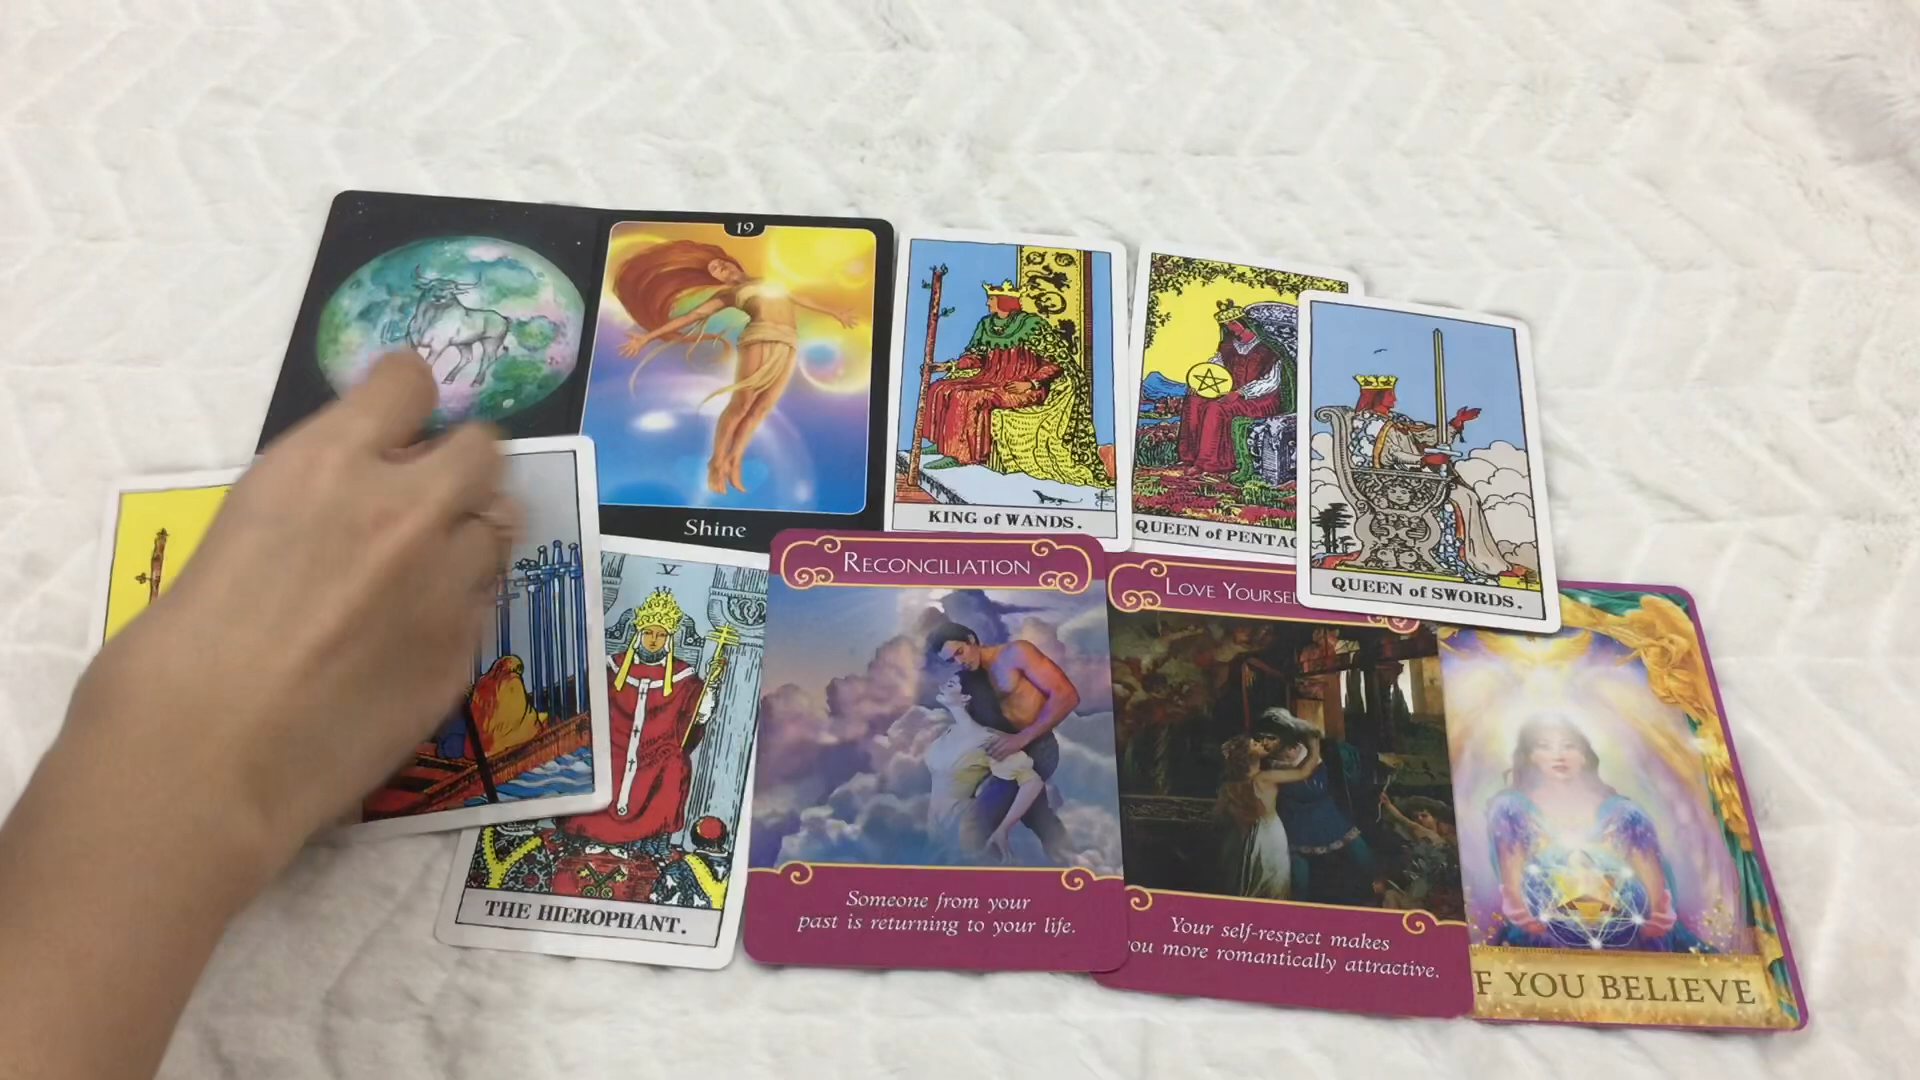 19
Shine
KING of WANDS.
QUEEN of PENTAC
QUEEN of SWORDS.
V
THE HIEROPHANT.
RECONCILIATION
Someone from your
past is returning to your life.
LOVE YOURSEL
Your self-respect makes
ou more romantically attractive.
F YOU BELIEVE